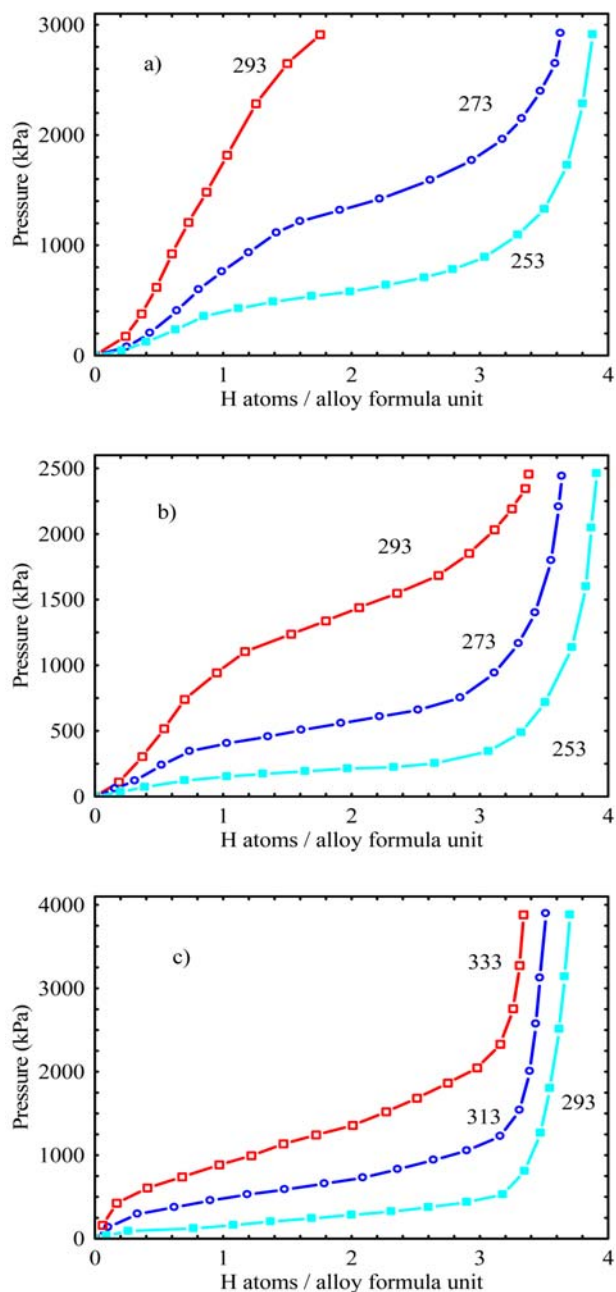 3000
a)
293
273
2000
Pressure (kPa)
1000
253
0
0 1 2 3 4
H atoms / alloy formula unit
2500
b)
293
2000
1500
Pressure (kPa)
273
1000
500
253
0
0 1 2 3 4
H atoms / alloy formula unit
4000
c)
333
3000
Pressure (kPa)
2000
313
293
1000
0
0 1 2 3 4
H atoms / alloy formula unit